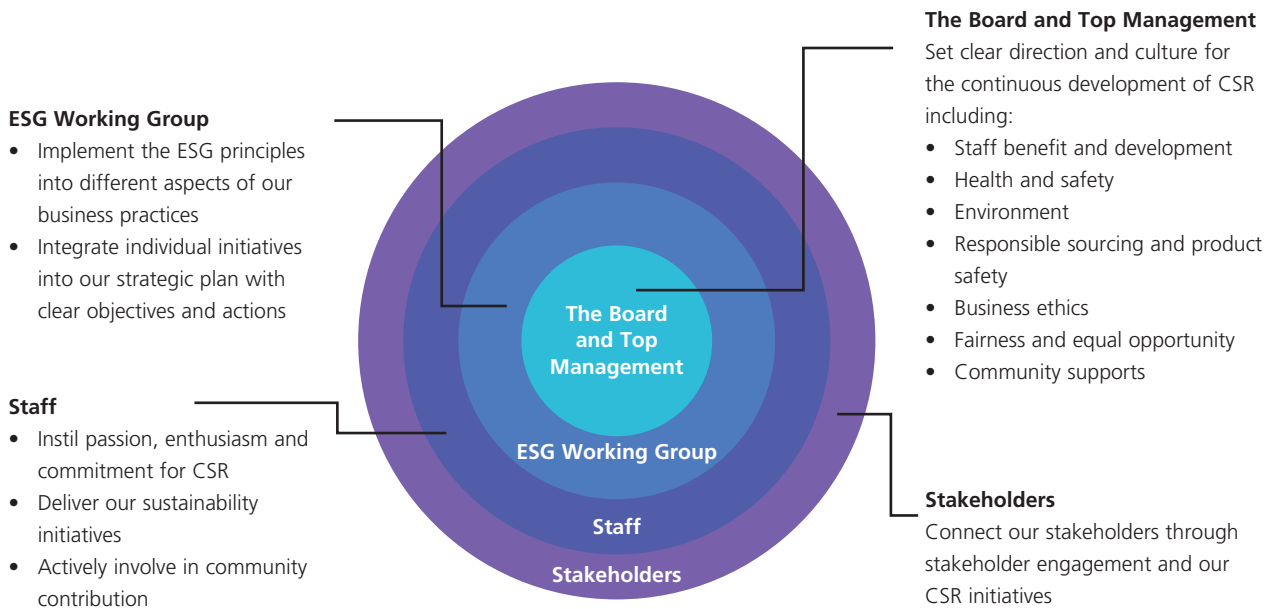 ESG Working Group
• Implement the ESG principles
into different aspects of our
business practices
• Integrate individual initiatives
into our strategic plan with
clear objectives and actions
Staff
• Instil passion, enthusiasm and
commitment for CSR
• Deliver our sustainability
initiatives
• Actively involve in community
contribution
The Board
and Top
Management
ESG Working Group
Staff
Stakeholders
The Board and Top Management
Set clear direction and culture for
the continuous development of CSR
including:
• Staff benefit and development
• Health and safety
• Environment
• Responsible sourcing and product
safety
• Business ethics
• Fairness and equal opportunity
• Community supports
Stakeholders
Connect our stakeholders through
stakeholder engagement and our
CSR initiatives